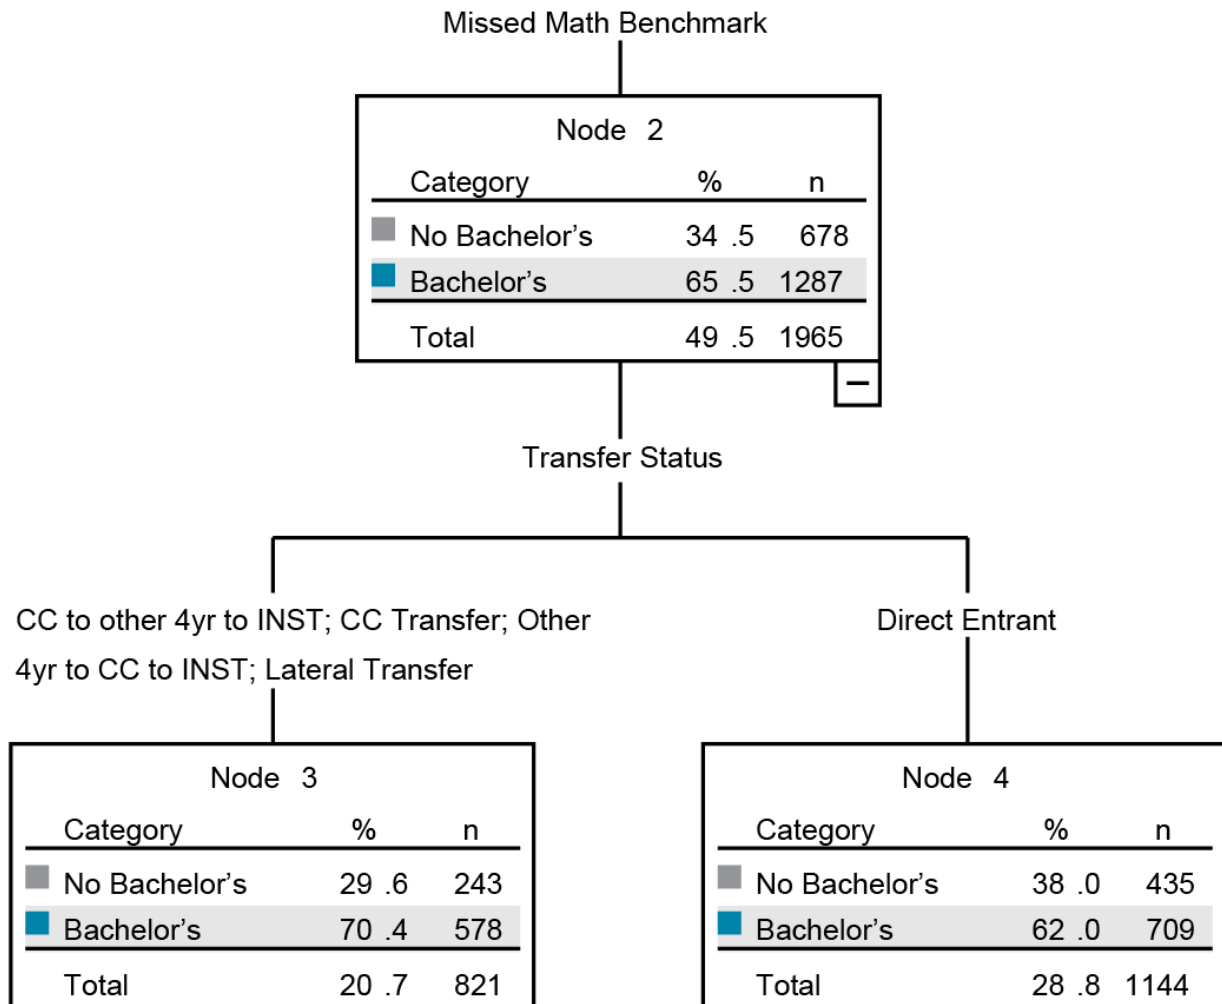 Missed Math Benchmark
Node 2
Category % n
No Bachelor’s 34 .5 678
Bachelor’s 65 .5 1287
Total 49 .5 1965
–
Transfer Status
CC to other 4yr to INST; CC Transfer; Other
4yr to CC to INST; Lateral Transfer
Direct Entrant
Node 3
Category % n
No Bachelor’s 29 .6 243
Bachelor’s 70 .4 578
Total 20 .7 821
Node 4
Category % n
No Bachelor’s 38 .0 435
Bachelor’s 62 .0 709
Total 28 .8 1144